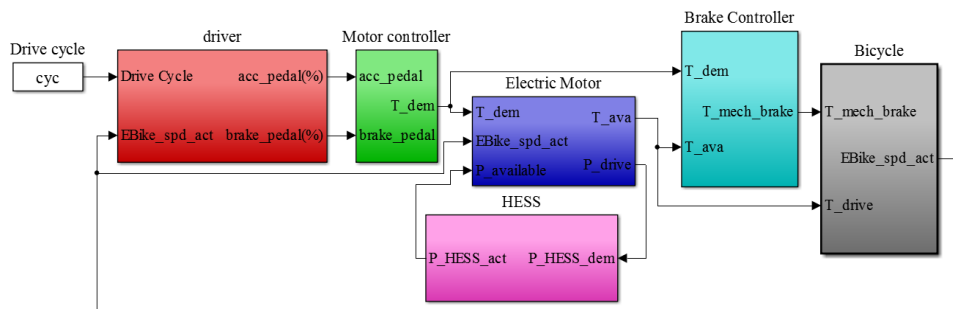 Drive cycle
cyc
driver
Drive Cycle
acc_pedal(%)
EBike_spd_act
brake_pedal(%)
Motor controller
acc_pedal
T_dem
brake_pedal
Electric Motor
T_dem
T_ava
EBike_spd_act
P_available
P_drive
HESS
P_HESS_act
P_HESS_dem
Brake Controller
T_dem
T_mech_brake
T_ava
Bicycle
T_mech_brake
EBike_spd_act
T_drive